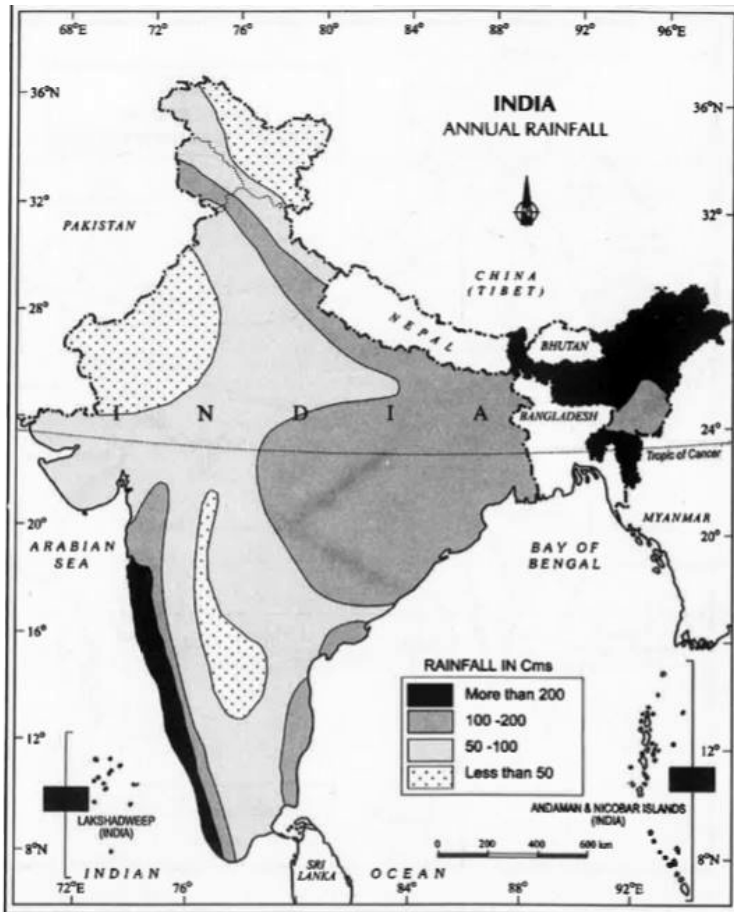 68°E 72° 76° 80° 84° 88° 92° 96°E
36°N
36°N
INDIA
ANNUAL RAINFALL
32°
32°
PAKISTAN
CHINA
(TIBET)
28°
28°
NEPAL
BHUTAN
INDIA
BANGLADESH
24°
24°
Tropic of Cancer
MYANMAR
20°
20°
ARABIAN
SEA
BAY OF
BENGAL
16°
16°
RAINFALL IN Cms
More than 200
100 -200
50 -100
Less than 50
12°
12°
LAKSHADWEEP
(INDIA)
ANDAMAN & NICOBAR ISLANDS
(INDIA)
0 200 400 600 km
8°N
8°N
SRI
LANKA
INDIAN OCEAN
72°E 76° 84° 92°E